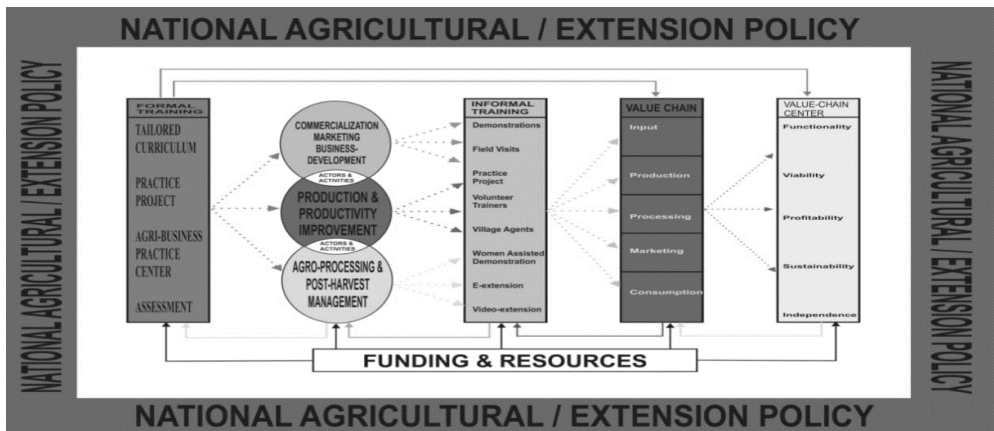 NATIONAL AGRICULTURAL / EXTENSION POLICY
NATIONAL AGRICULTURAL / EXTENSION POLICY
FORMAL
TRAINING
TAILORED
CURRICULUM
PRACTICE
PROJECT
AGRI-BUSINESS
PRACTICE
CENTER
ASSESSMENT
COMMERCIALIZATION
MARKETING
BUSINESS-
DEVELOPMENT
ACTORS &
ACTIVITIES
PRODUCTION &
PRODUCTIVITY
IMPROVEMENT
ACTORS &
ACTIVITIES
AGRO-PROCESSING &
POST-HARVEST
MANAGEMENT
INFORMAL
TRAINING
Demonstrations
Field Visits
Practice
Project
Volunteer
Trainers
Village Agents
Women Assisted
Demonstration
E-extension
Video-extension
VALUE CHAIN
Input
Production
Processing
Marketing
Consumption
VALUE-CHAIN
CENTER
Functionality
Viability
Profitability
Sustainability
Independence
FUNDING & RESOURCES
NATIONAL AGRICULTURAL / EXTENSION POLICY
NATIONAL AGRICULTURAL / EXTENSION POLICY